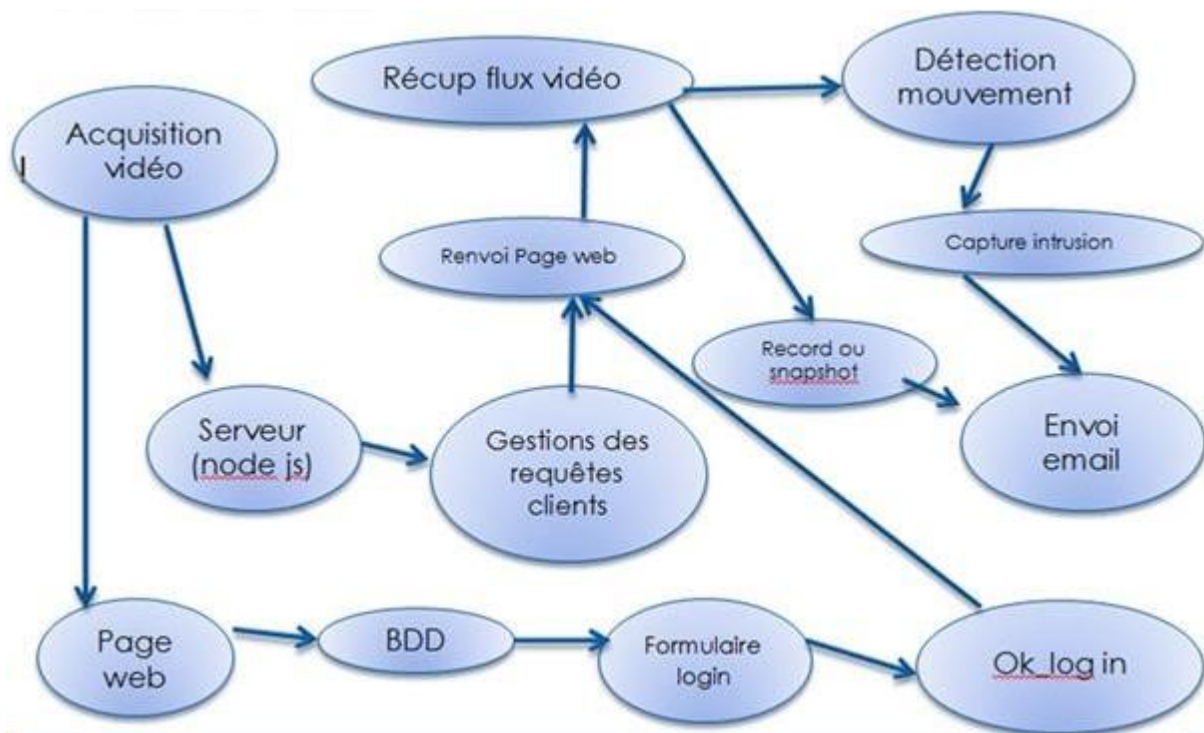 Récup flux vidéo
Détection
mouvement
Acquisition
vidéo
Renvoi Page web
Capture intrusion
Record ou
snapshot
Serveur
(node js)
Gestions des
requêtes
clients
Envoi
email
Page
web
BDD
Formulaire
login
Ok_log in